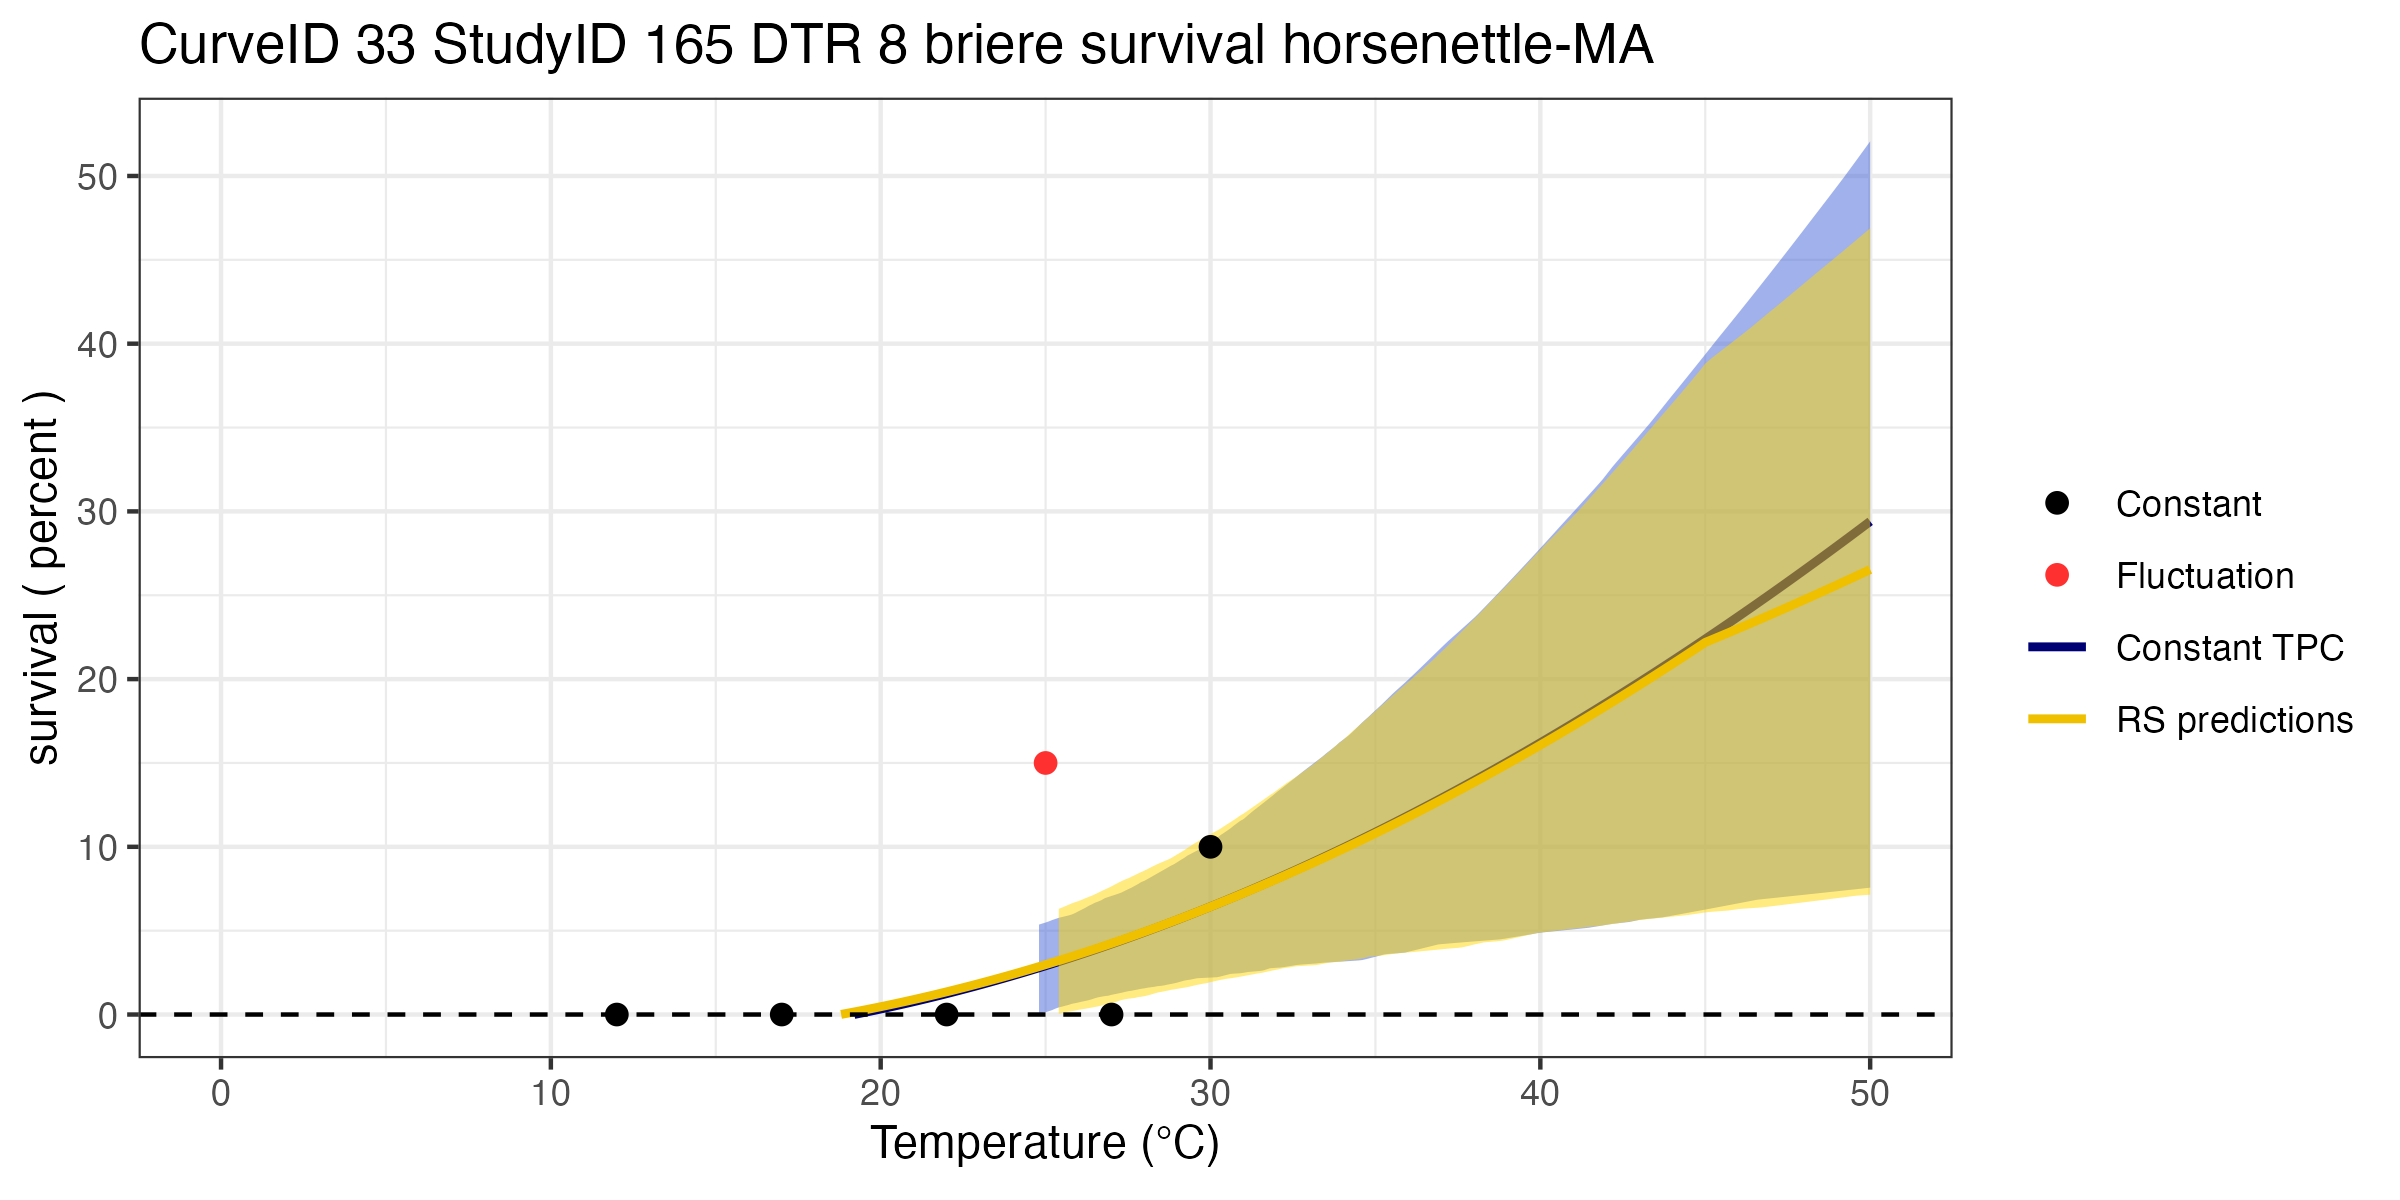 CurveID 33 StudyID 165 DTR 8 briere survival horsenettle-MA
survival ( percent )
50
40
30
20
10
0
0 10 20 30 40 50
Temperature (°C)
Constant
Fluctuation
Constant TPC
RS predictions